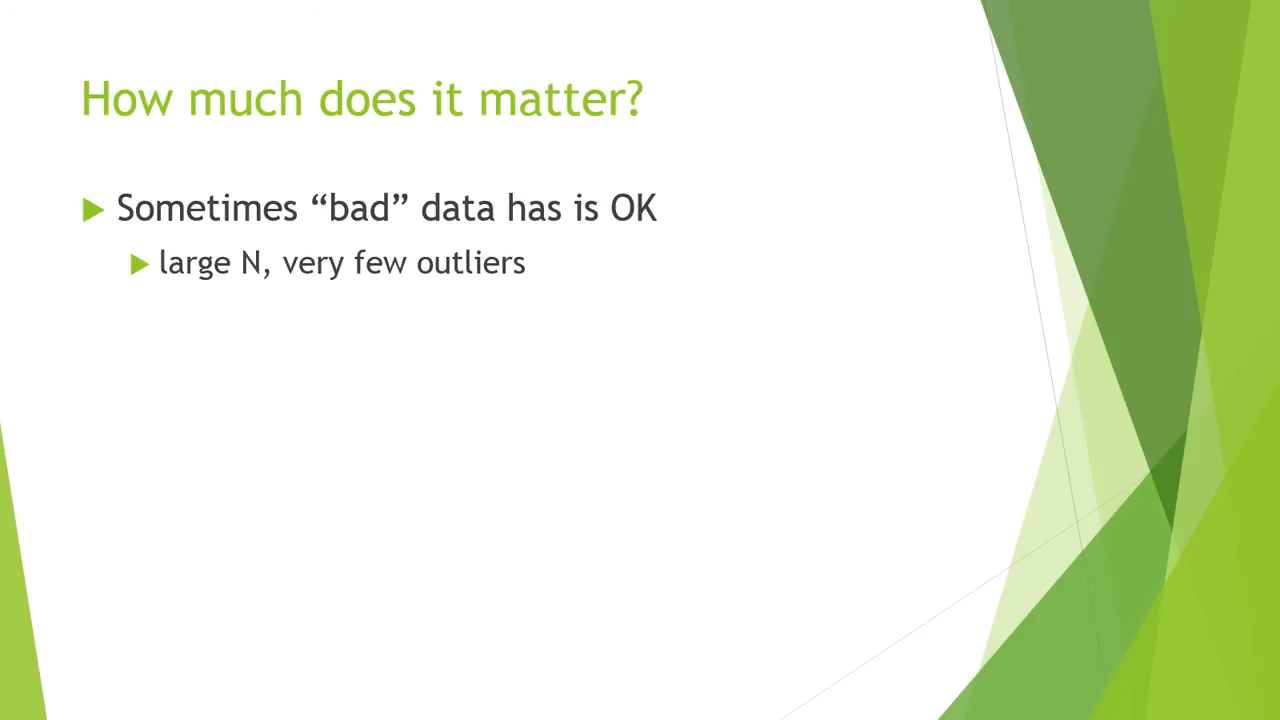 How much does it matter?
Sometimes “bad” data has is OK
large N, very few outliers